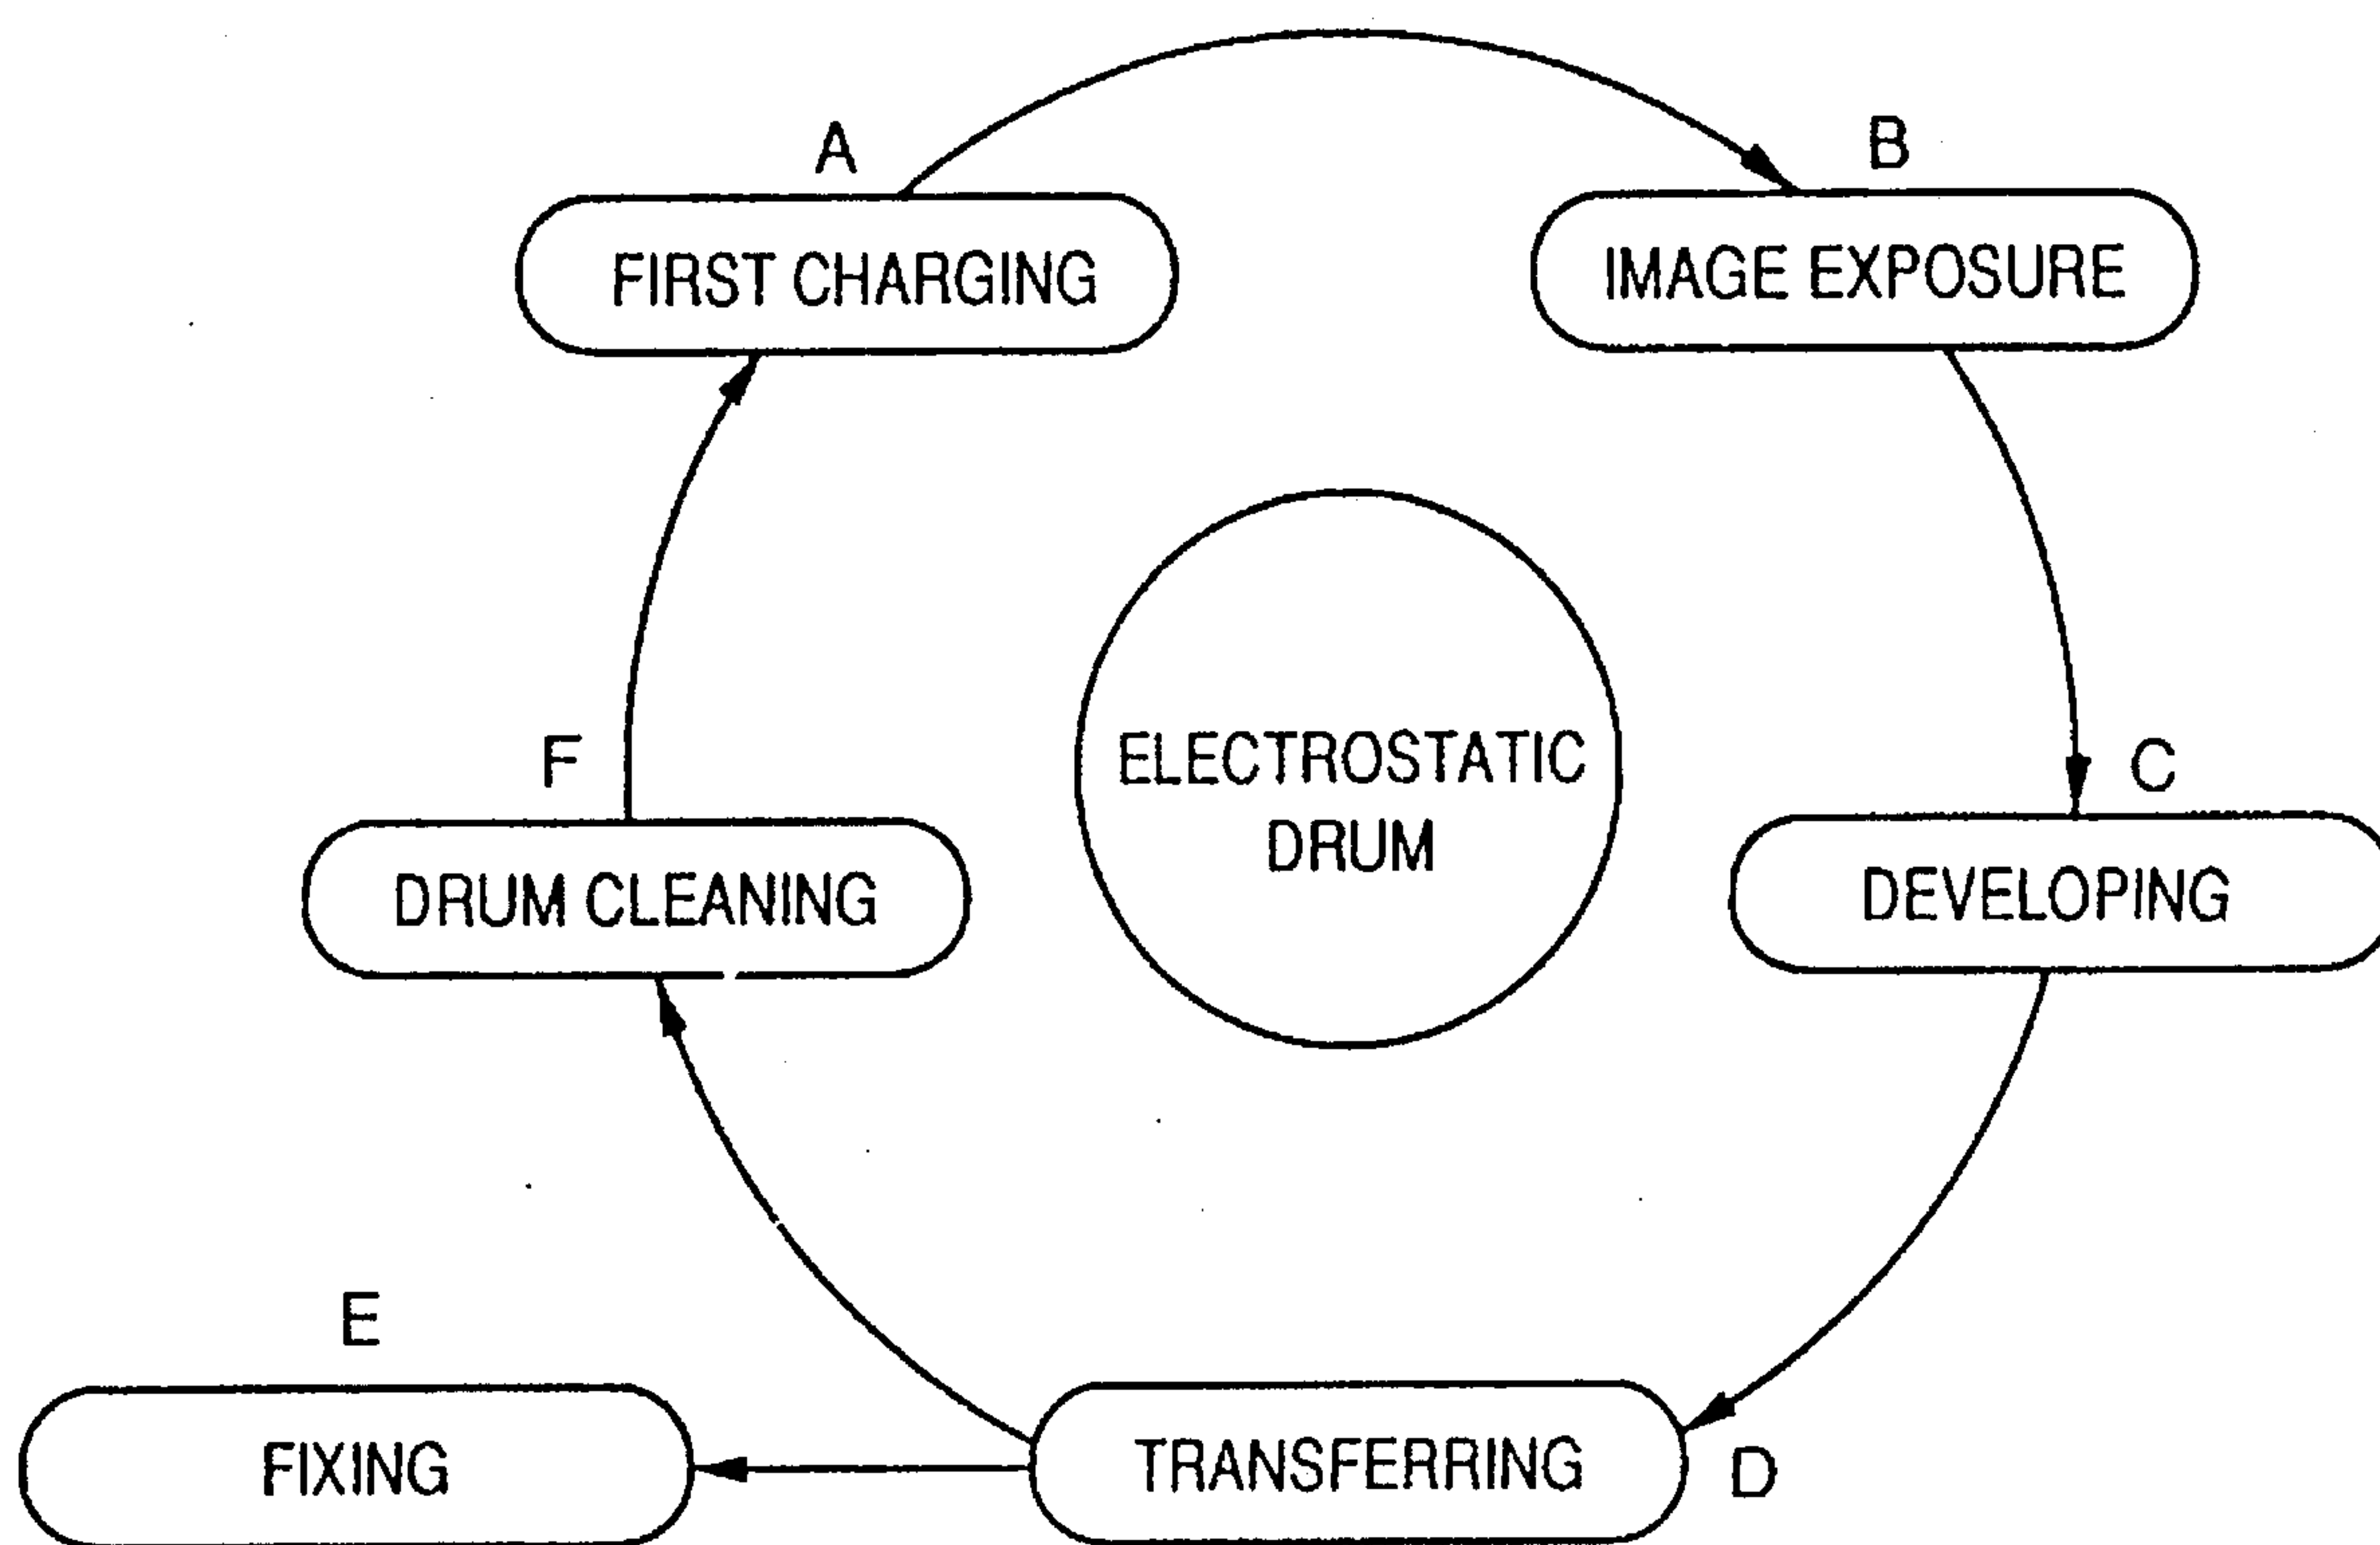 A
B
FIRST CHARGING
IMAGE EXPOSURE
ELECTROSTATIC
DRUM
F
C
DRUM CLEANING
DEVELOPING
E
FIXING
TRANSFERRING
D